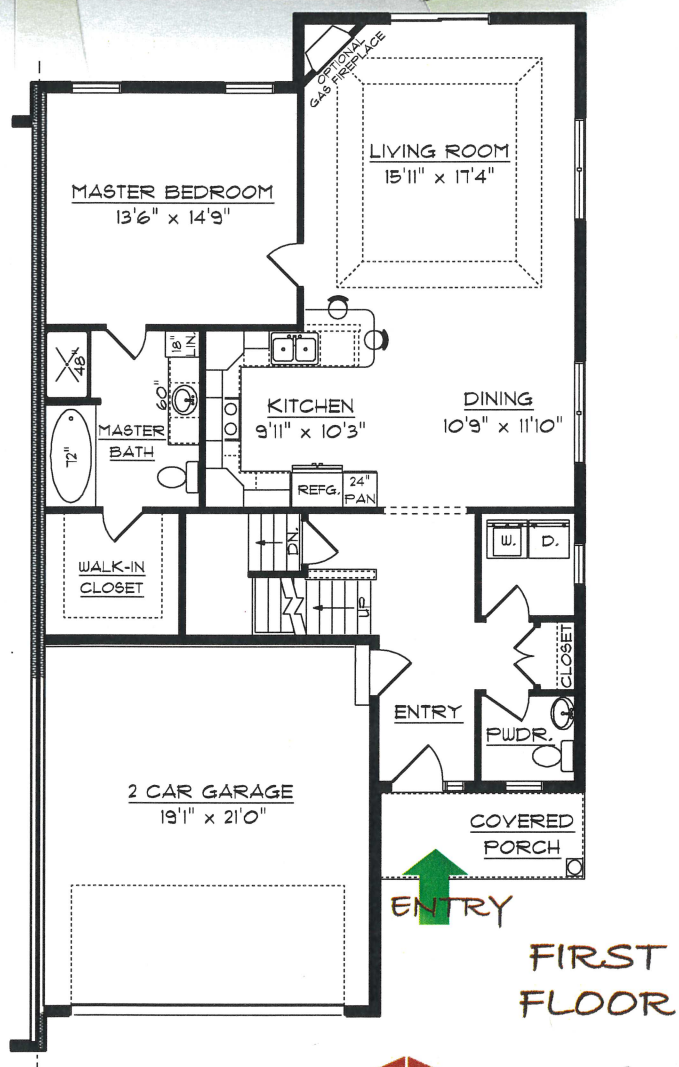 OPTIONAL
GAS FIREPLACE
LIVING ROOM
15'11" x 17'4"
MASTER BEDROOM
13'6" x 14'9"
48"
18"
LIN.
60"
KITCHEN
9'11" x 10'3"
DINING
10'9" x 11'10"
72"
MASTER
BATH
REFG.
24"
PAN
WALK-IN
CLOSET
DN.
UP
W.
D.
CLOSET
ENTRY
PWDR.
2 CAR GARAGE
19'1" x 21'0"
COVERED
PORCH
ENTRY
FIRST
FLOOR